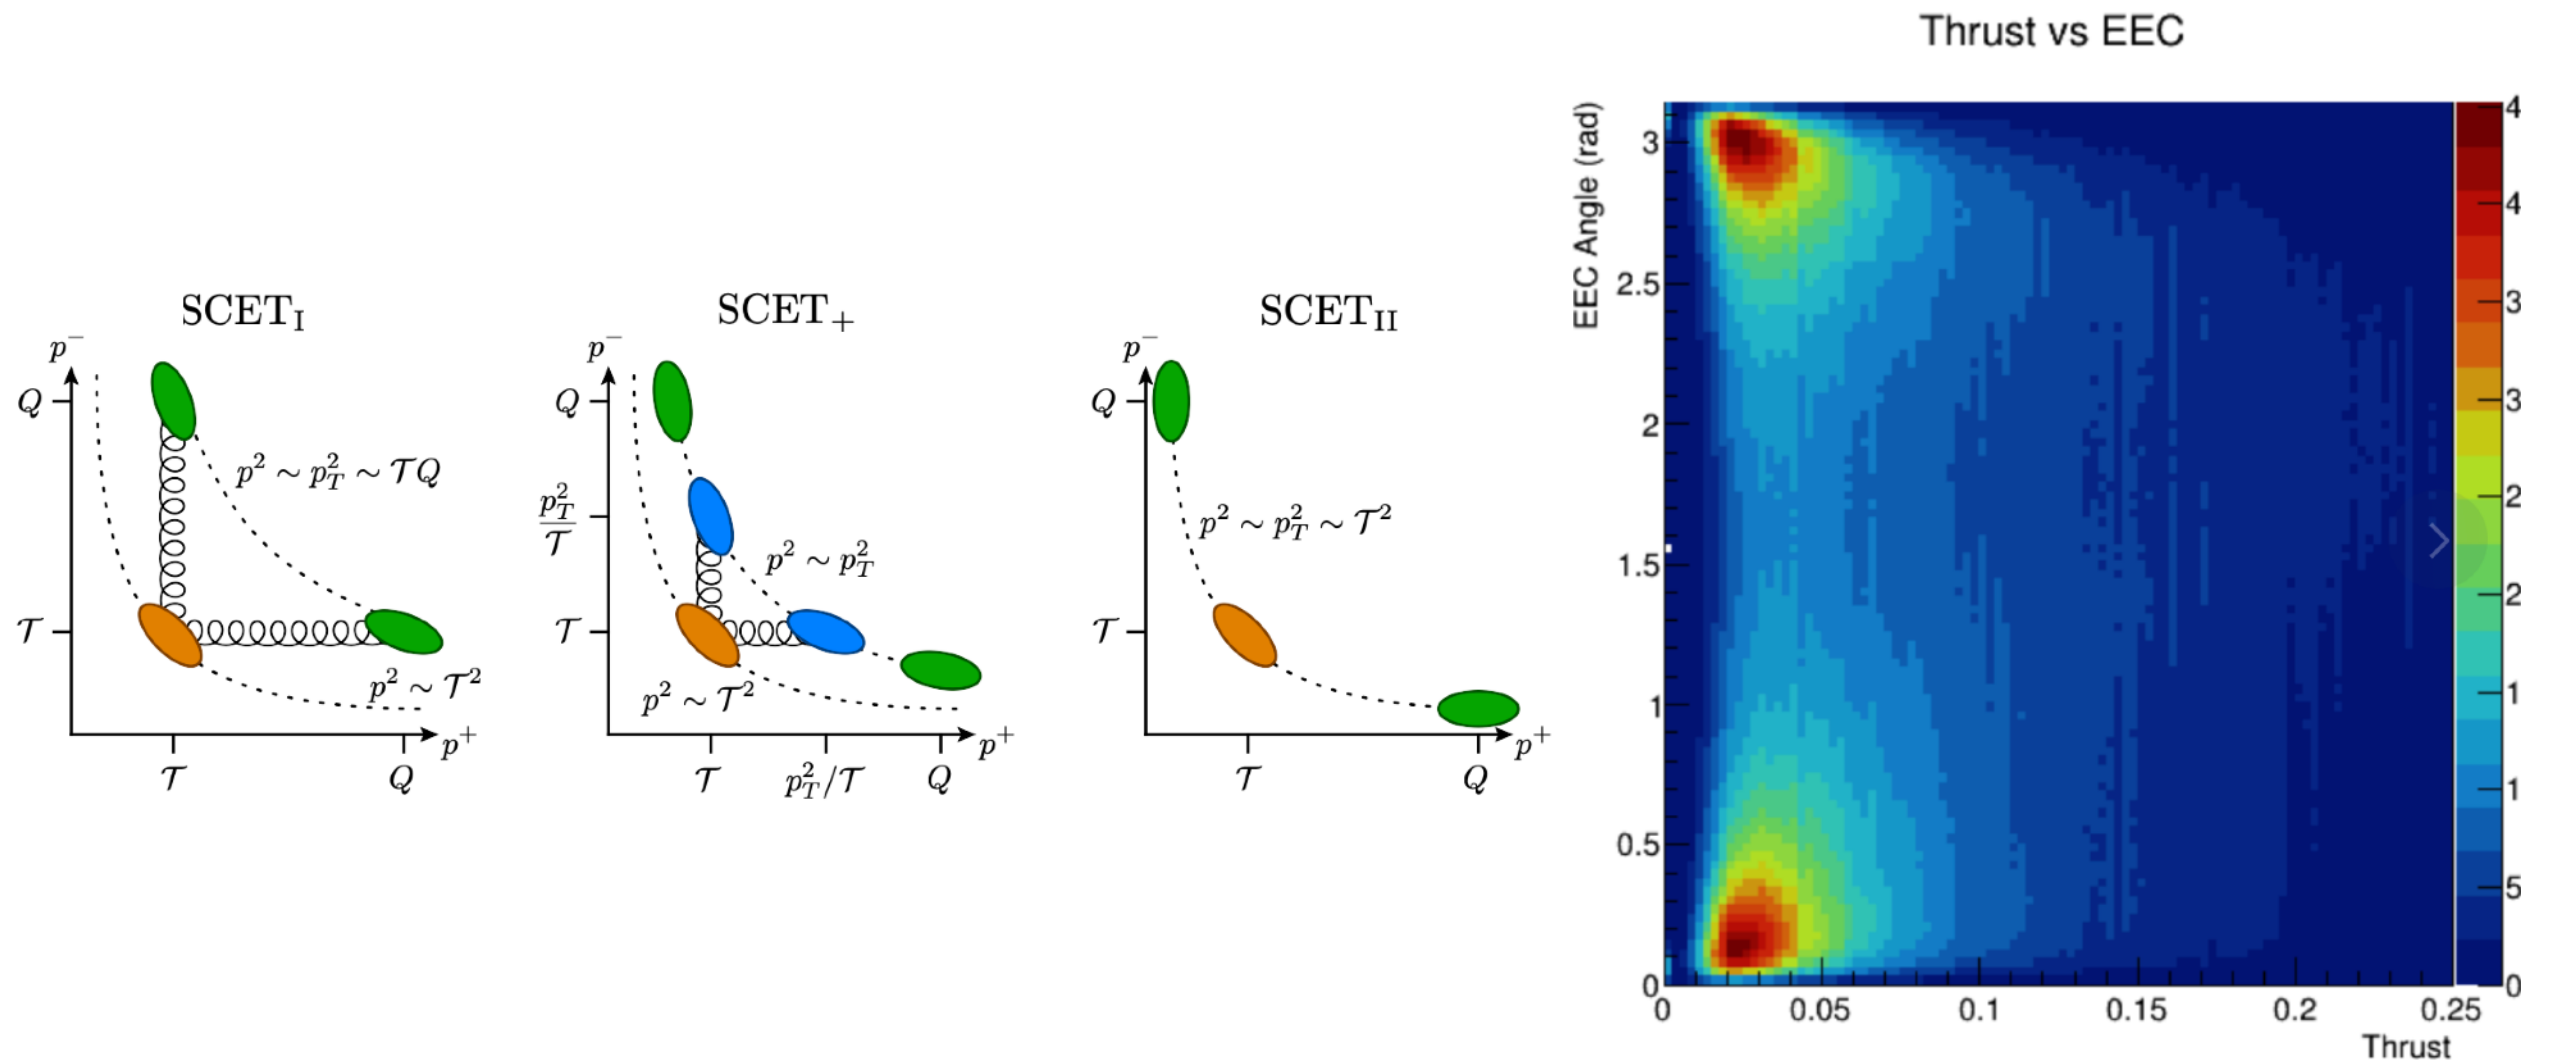 SCET_I
p^-
Q
p^2 ∼ p_T^2 ∼ 𝒯Q
𝒯
p^2 ∼ 𝒯^2
p^+
𝒯
Q
SCET_+
p^-
Q
p_T^2/𝒯
p^2 ∼ p_T^2
𝒯
p^2 ∼ 𝒯^2
p^+
𝒯
p_T^2/𝒯
Q
SCET_II
p^-
Q
p^2 ∼ p_T^2 ∼ 𝒯^2
𝒯
p^+
𝒯
Q
Thrust vs EEC
EEC Angle (rad)
3
2.5
2
1.5
1
0.5
0
0
0.05
0.1
0.15
0.2
0.25
Thrust
4
4
3
3
2
2
1
1
5
0